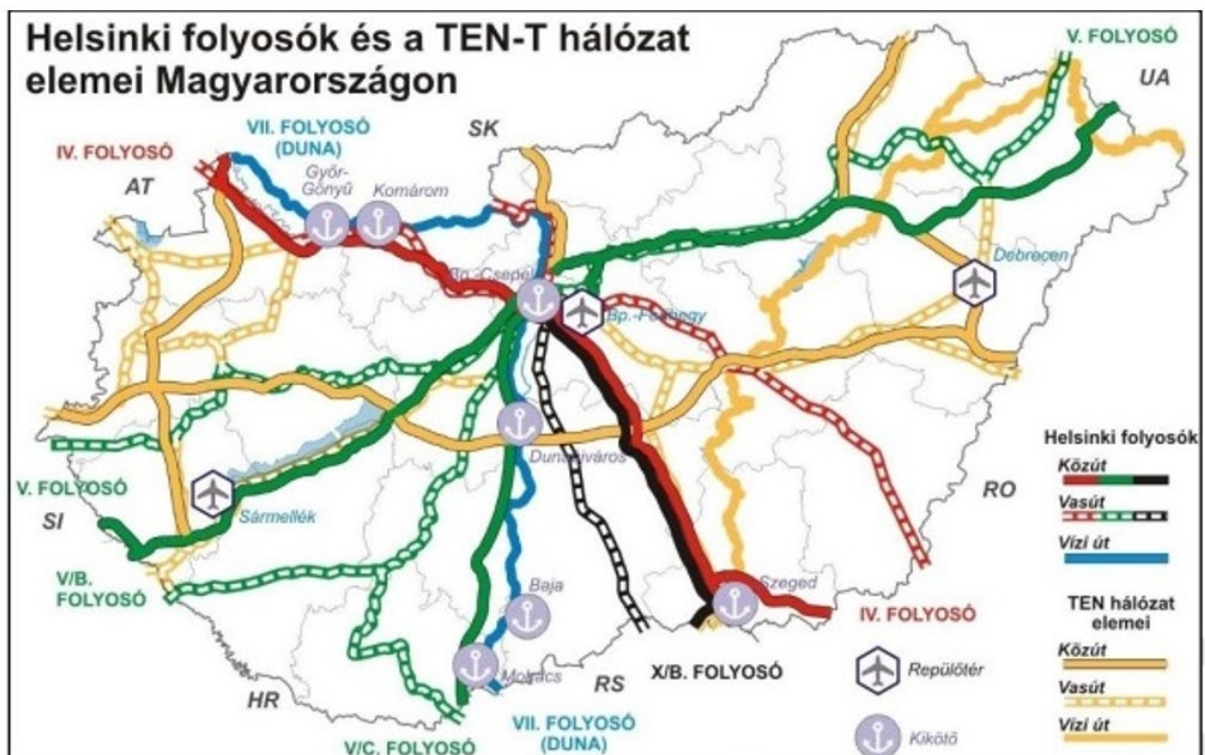 Helsinki folyosók és a TEN-T hálózat
elemei Magyarországon
V. FOLYOSÓ
UA
SK
VII. FOLYOSÓ
(DUNA)
IV. FOLYOSÓ
AT
Győr-
Gönyű
Komárom
Bp.-Csepel
Debrecen
Bp.-Ferihegy
Dunaújváros
V. FOLYOSÓ
SI
Sármellék
RO
V/B.
FOLYOSÓ
Baja
Szeged
IV. FOLYOSÓ
Mohács
RS
X/B. FOLYOSÓ
HR
VII. FOLYOSÓ
(DUNA)
V/C. FOLYOSÓ
Helsinki folyosók
Közút
Vasút
Vízi út
TEN hálózat
elemei
Közút
Vasút
Vízi út
Repülőtér
Kikötő